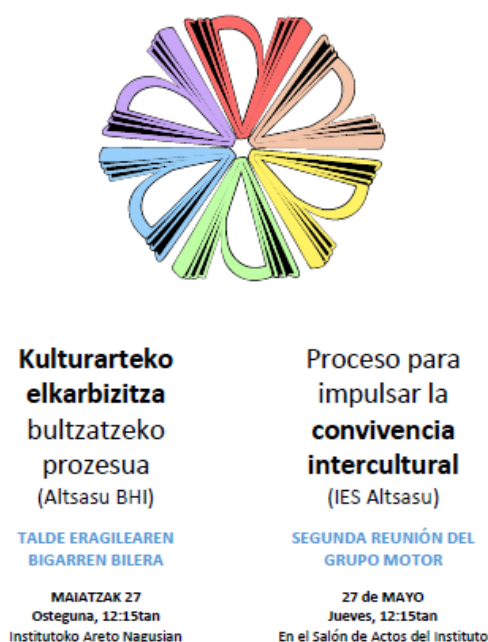 Kulturarteko
elkarbizitza
bultzatzeko
prozesua
(Altsasu BHI)
TALDE ERAGILEAREN
BIGARREN BILERA
MAIATZAK 27
Osteguna, 12:15tan
Institutoko Areto Nagusian
Proceso para
impulsar la
convivencia
intercultural
(IES Altsasu)
SEGUNDA REUNIÓN DEL
GRUPO MOTOR
27 de MAYO
Jueves, 12:15tan
En el Salón de Actos del Instituto